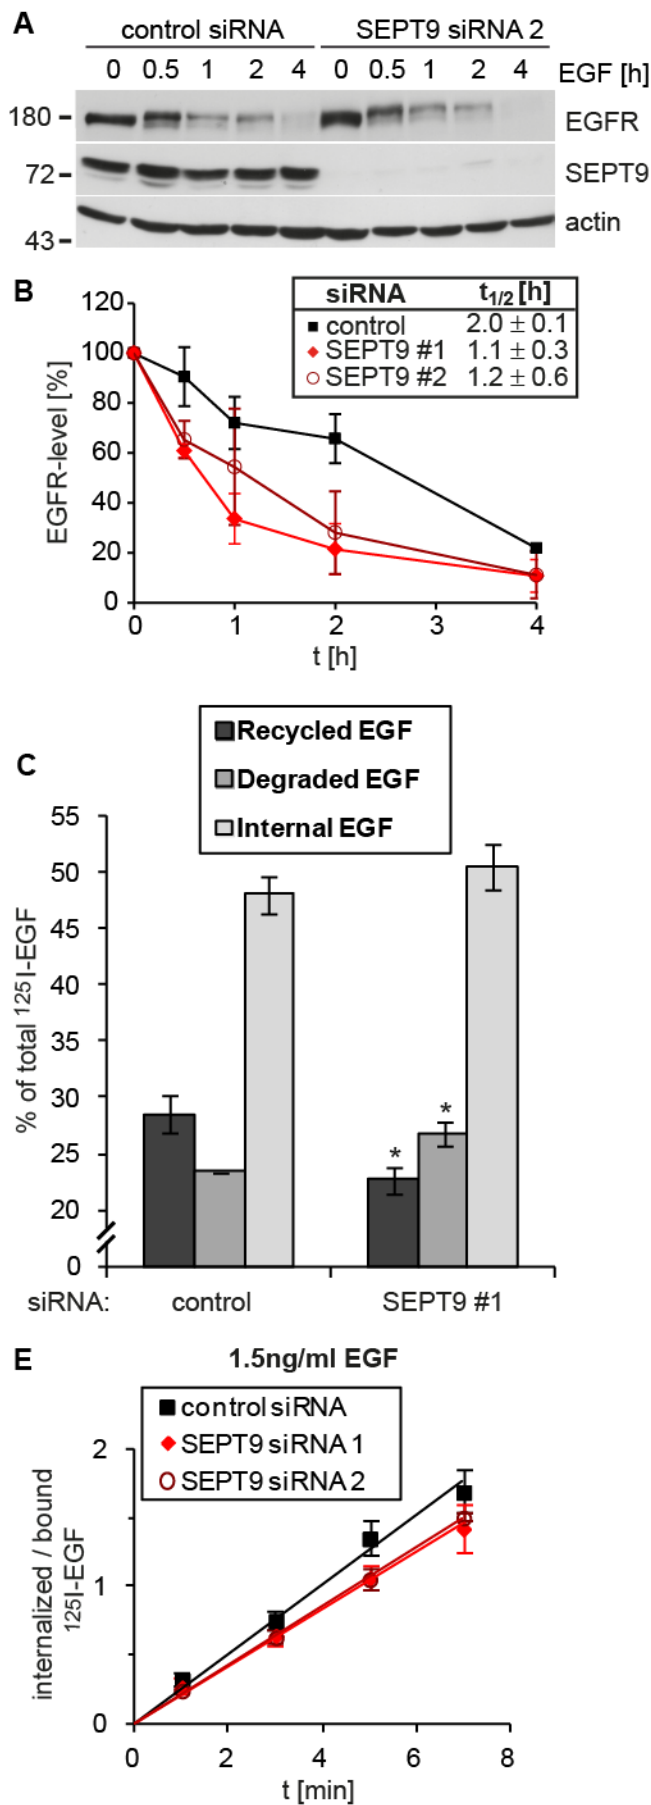 A
control siRNA SEPT9 siRNA 2
0 0.5 1 2 4 0 0.5 1 2 4 EGF [h]
180 EGFR
72 SEPT9
43 actin
B
siRNA t1/2 [h]
control 2.0 ± 0.1
SEPT9 #1 1.1 ± 0.3
SEPT9 #2 1.2 ± 0.6
EGFR-level [%]
120
100
80
60
40
20
0
0 1 2 3 4
t [h]
C
Recycled EGF
Degraded EGF
Internal EGF
% of total 125I-EGF
55
50
45
40
35
30
25
20
0
* *
siRNA: control SEPT9 #1
E
1.5ng/ml EGF
control siRNA
SEPT9 siRNA 1
SEPT9 siRNA 2
internalized / bound
125I-EGF
2
1
0
0 2 4 6 8
t [min]